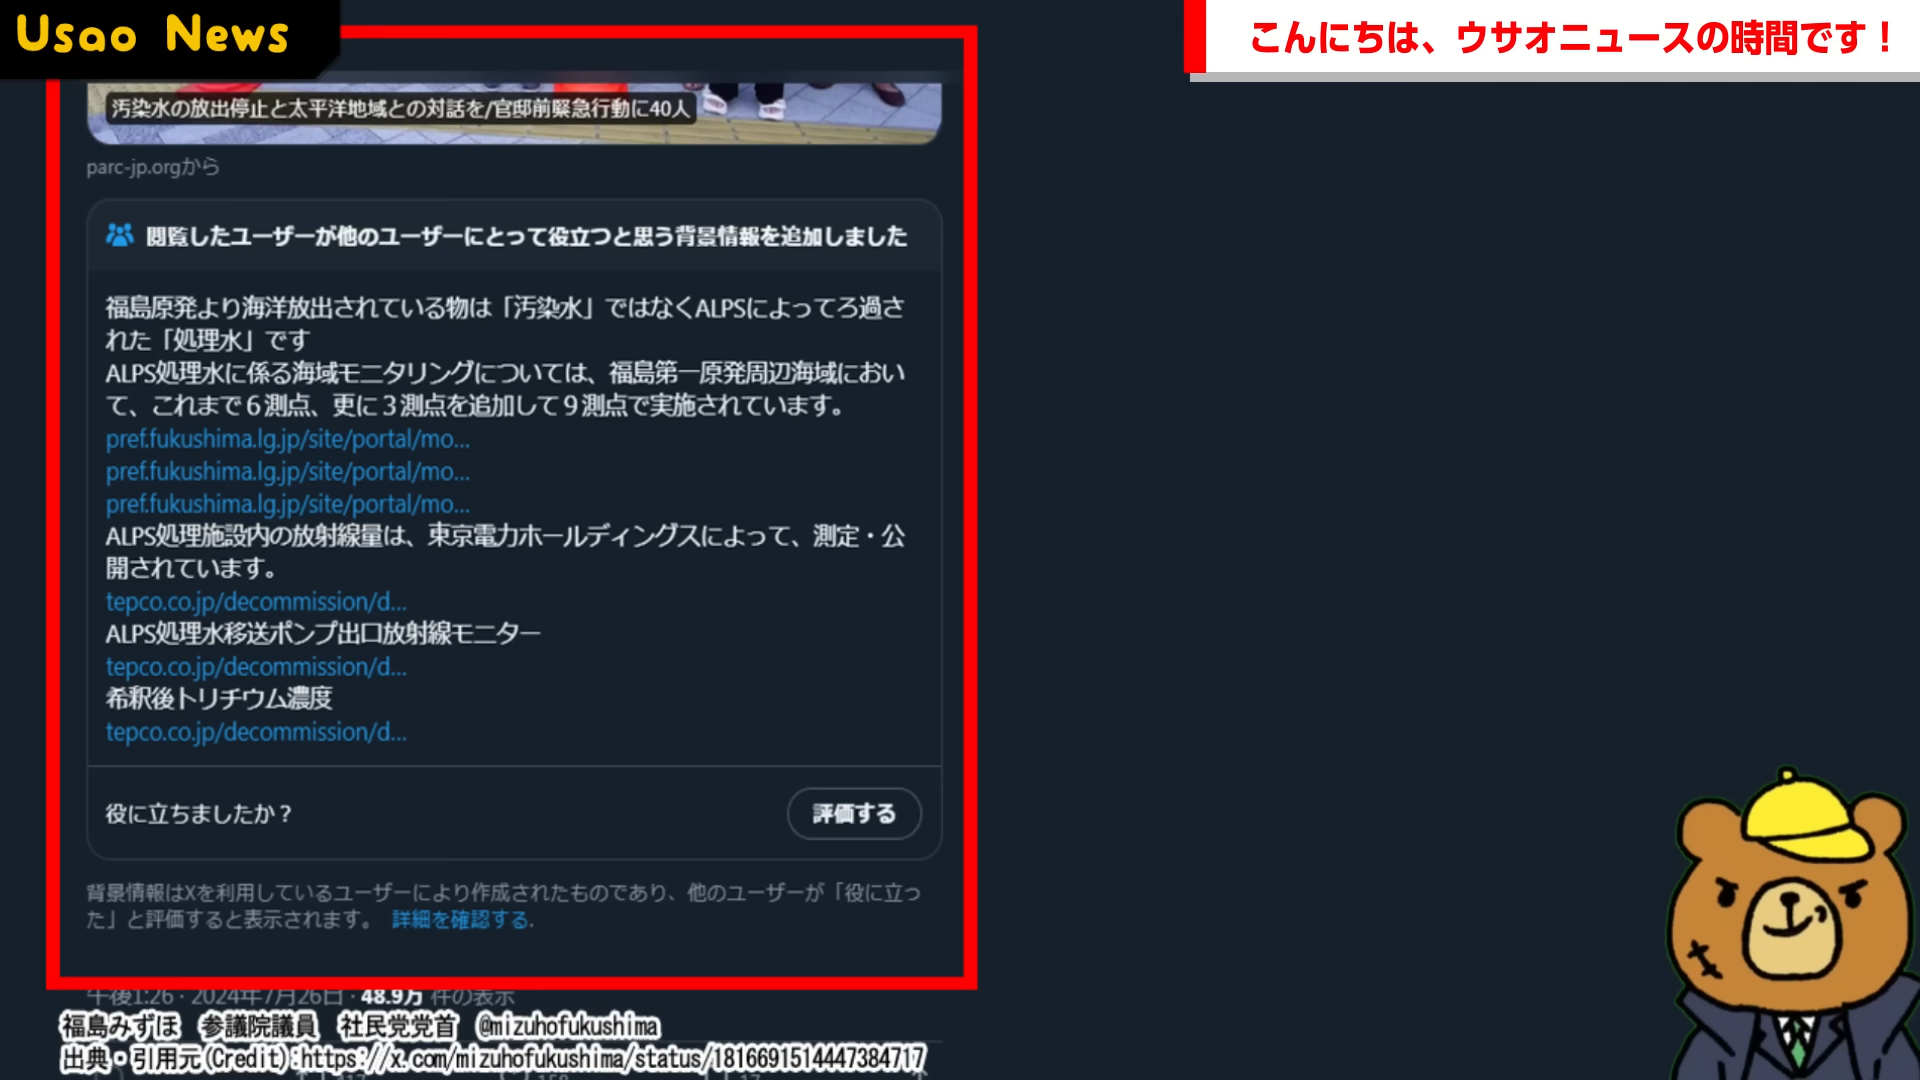 Usao News
こんにちは、ウサオニュースの時間です！
汚染水の放出停止と太平洋地域との対話を/官邸前緊急行動に40人
parc-jp.orgから
閲覧したユーザーが他のユーザーにとって役立つと思う背景情報を追加しました
福島原発より海洋放出されている物は「汚染水」ではなくALPSによってろ過さ
れた「処理水」です
ALPS処理水に係る海域モニタリングについては、福島第一原発周辺海域におい
て、これまで６測点、更に３測点を追加して９測点で実施されています。
pref.fukushima.lg.jp/site/portal/mo...
pref.fukushima.lg.jp/site/portal/mo...
pref.fukushima.lg.jp/site/portal/mo...
ALPS処理施設内の放射線量は、東京電力ホールディングスによって、測定・公
開されています。
tepco.co.jp/decommission/d...
ALPS処理水移送ポンプ出口放射線モニター
tepco.co.jp/decommission/d...
希釈後トリチウム濃度
tepco.co.jp/decommission/d...
役に立ちましたか？
評価する
背景情報はXを利用しているユーザーにより作成されたものであり、他のユーザーが「役に立っ
た」と評価すると表示されます。 詳細を確認する.
午後1:26 · 2024年7月26日 · 48.9万 件の表示
福島みずほ　参議院議員　社民党党首　@mizuhofukushima
出典・引用元(Credit):https://x.com/mizuhofukushima/status/1816691514447384717